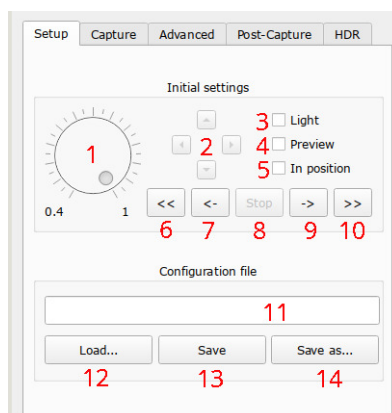 Setup Capture Advanced Post-Capture HDR
Initial settings
1
2
3 Light
4 Preview
5 In position
0.4 1
<< <- Stop -> >>
6 7 8 9 10
Configuration file
11
Load... Save Save as...
12 13 14